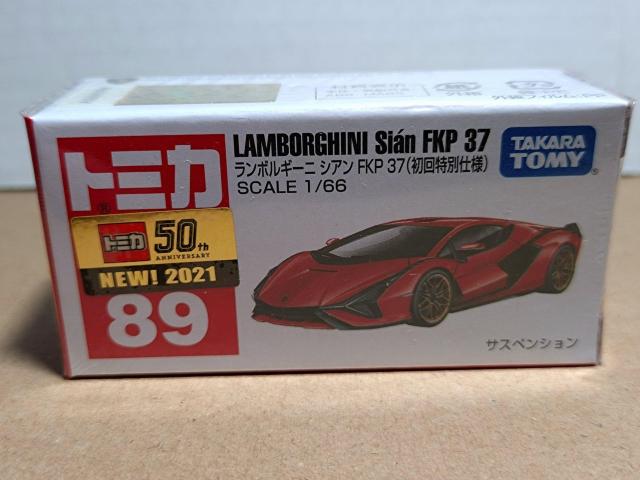 トミカ
LAMBORGHINI Sián FKP 37
ランボルギーニ シアン FKP 37(初回特別仕様)
SCALE 1/66
TAKARA
TOMY
トミカ
50th
ANNIVERSARY
NEW! 2021
89
サスペンション